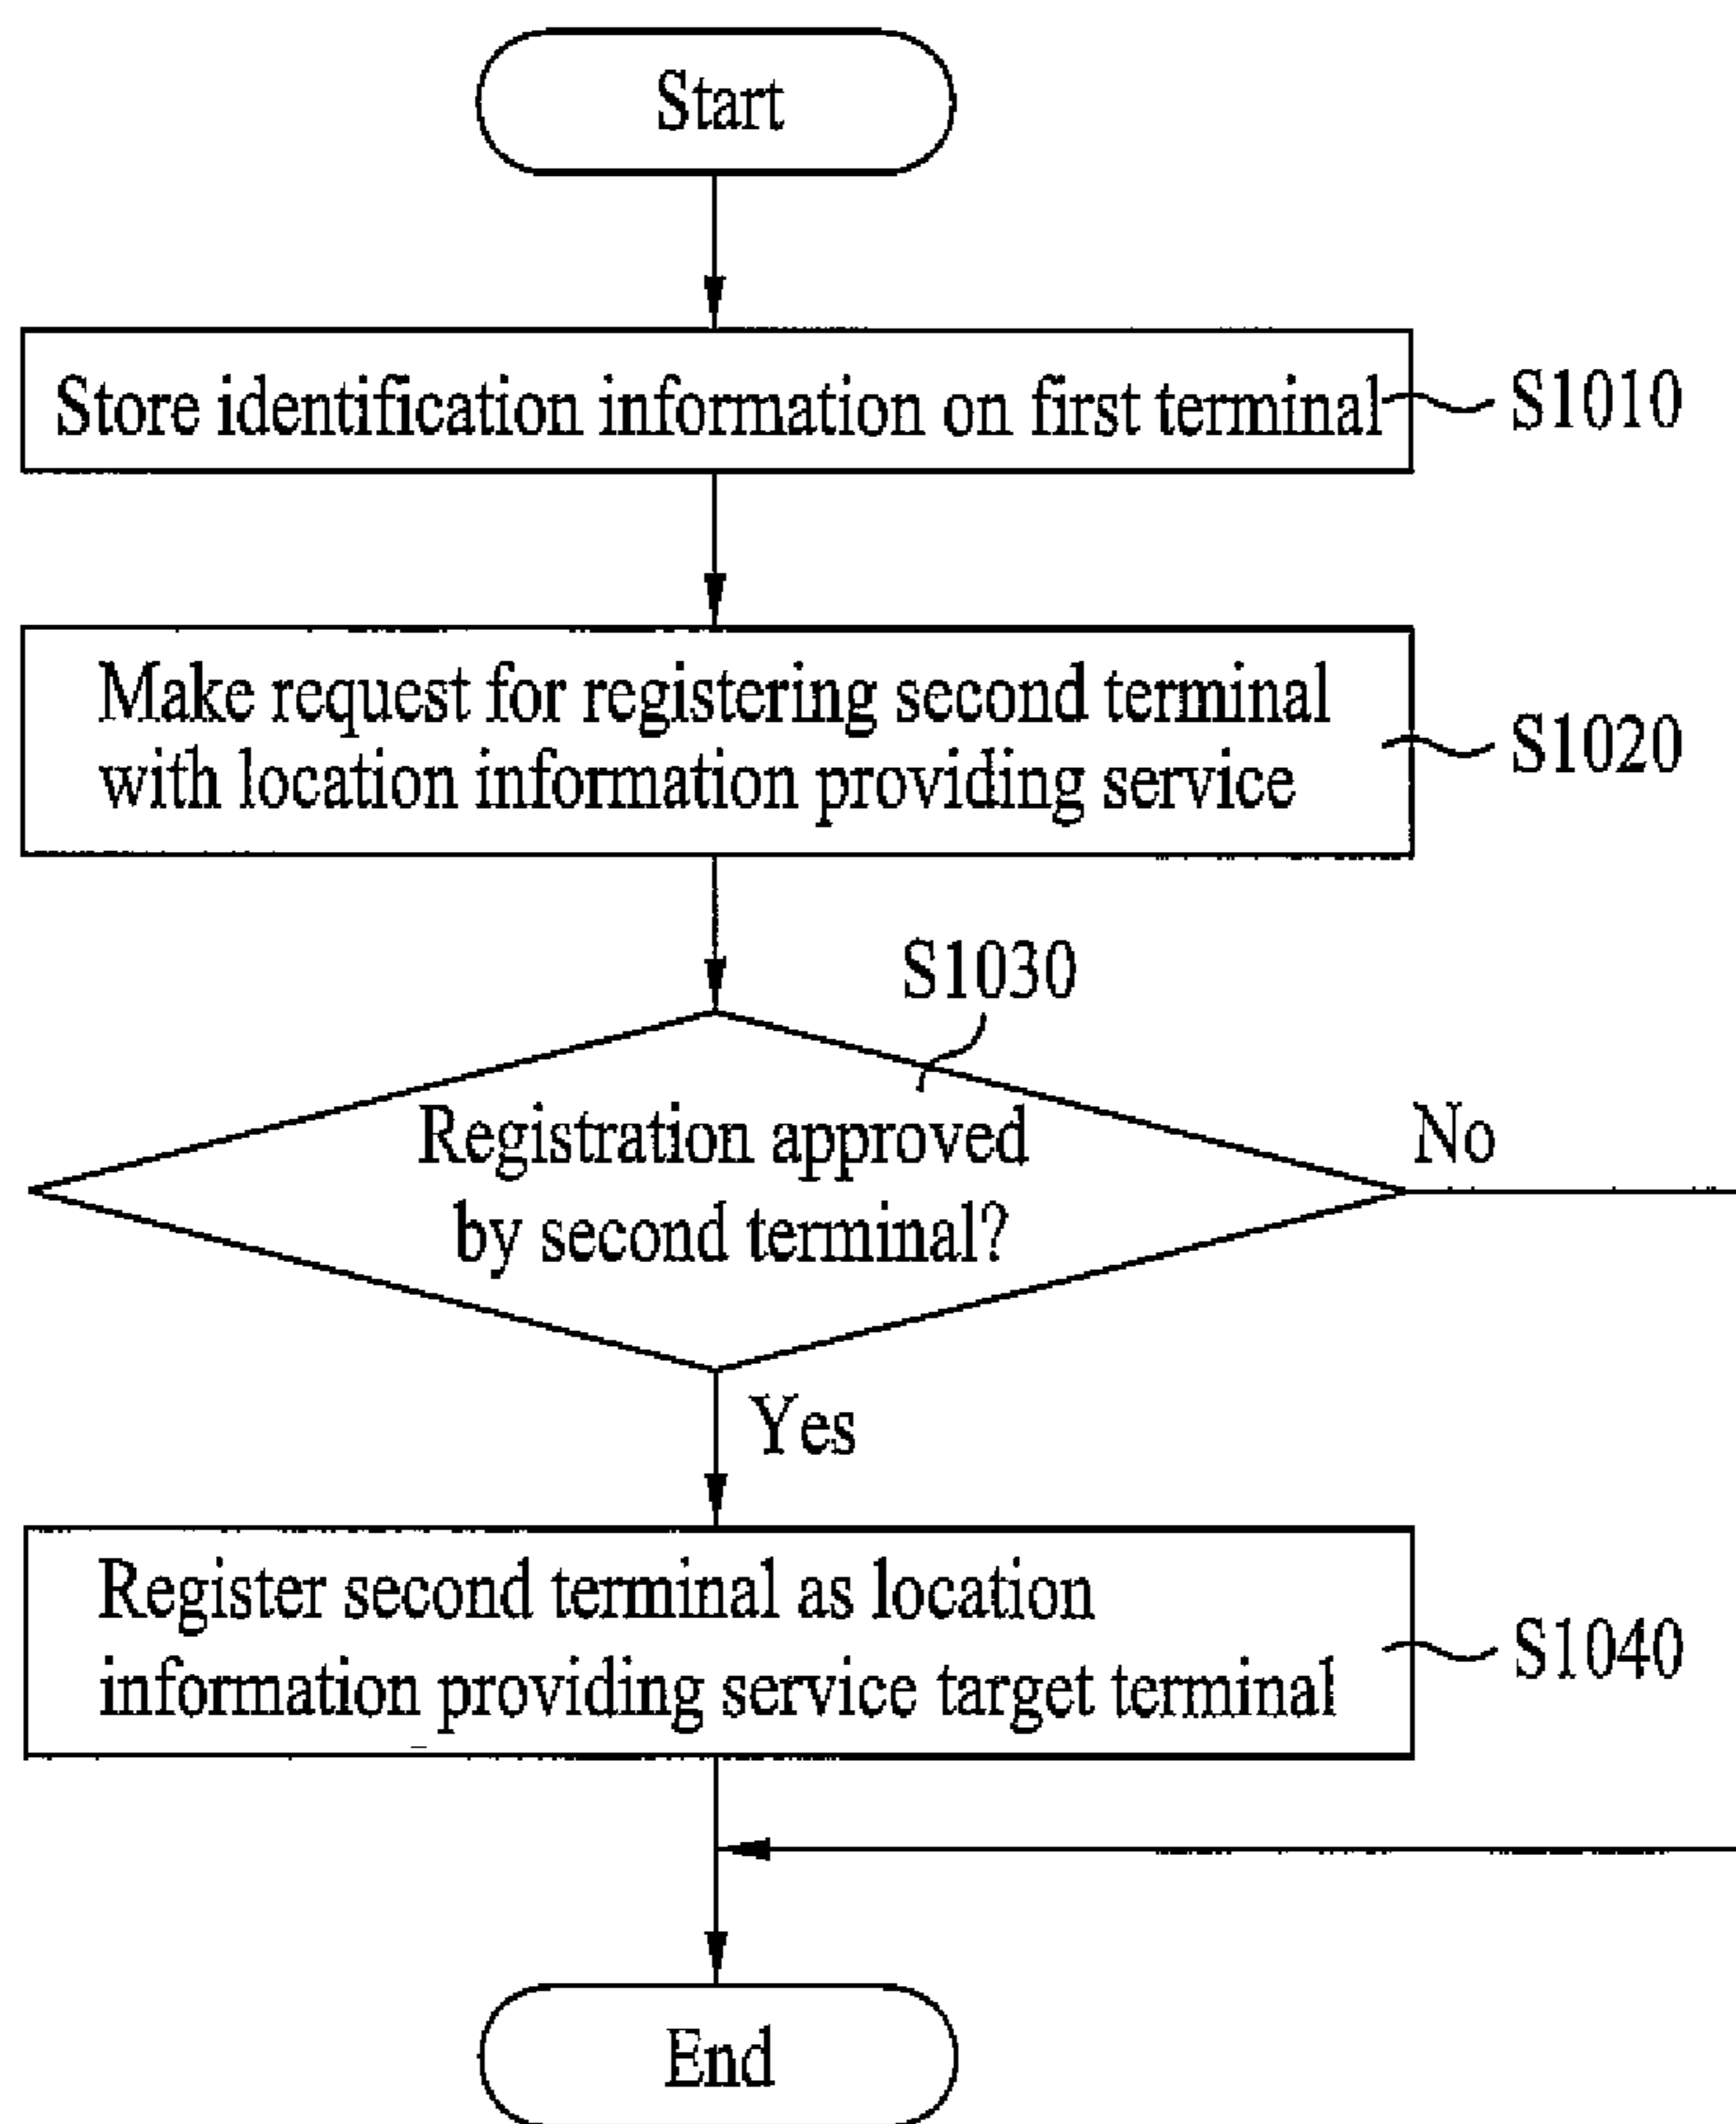 Start
Store identification information on first terminal
S1010
Make request for registering second terminal
with location information providing service
S1020
S1030
Registration approved
by second terminal?
No
Yes
Register second terminal as location
information providing service target terminal
S1040
End